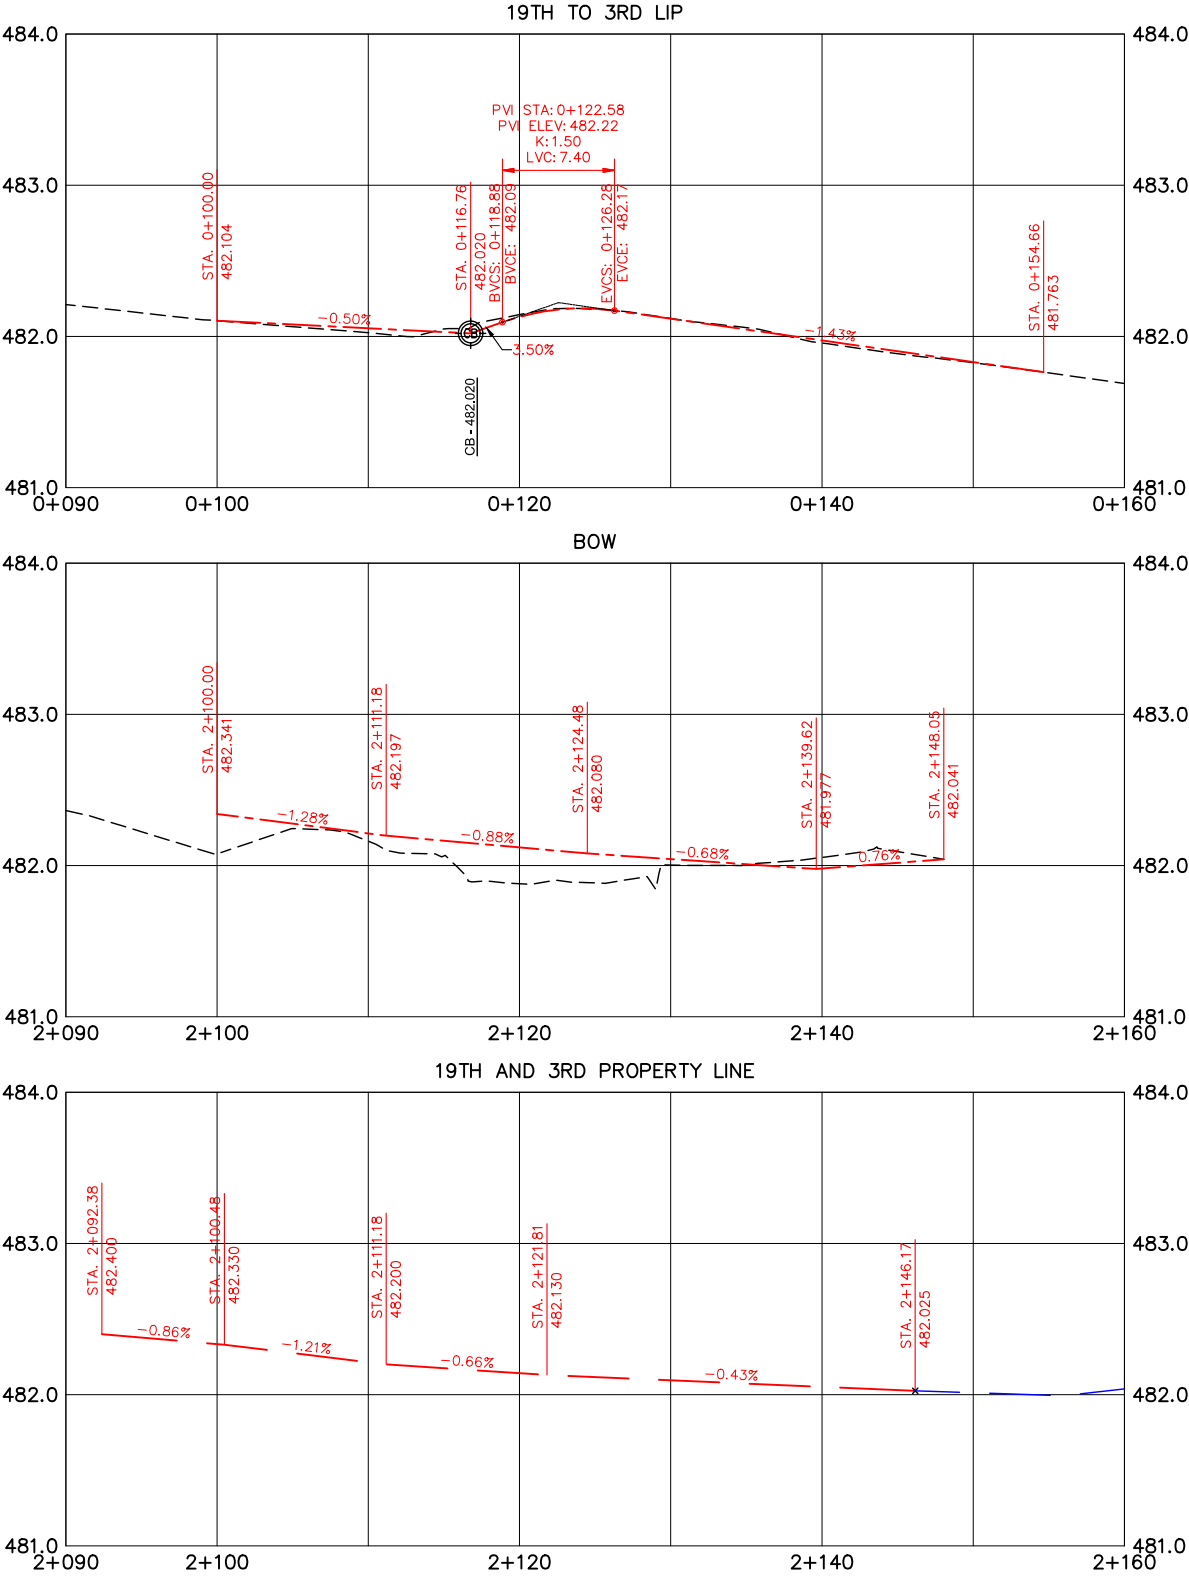 19TH TO 3RD LIP
484.0
484.0
PVI STA: 0+122.58
PVI ELEV: 482.22
K: 1.50
LVC: 7.40
483.0
483.0
STA. 0+100.00
482.104
STA. 0+116.76
482.020
BVCS: 0+118.88
BVCE: 482.09
EVCS: 0+126.28
EVCE: 482.17
STA. 0+154.66
481.763
-0.50%
3.50%
-1.43%
482.0
482.0
CB
CB - 482.020
481.0
481.0
0+090
0+100
0+120
0+140
0+160
BOW
484.0
484.0
483.0
483.0
STA. 2+100.00
482.341
STA. 2+111.18
482.197
STA. 2+124.48
482.080
STA. 2+139.62
481.977
STA. 2+148.05
482.041
-1.28%
-0.88%
-0.68%
0.76%
482.0
482.0
481.0
481.0
2+090
2+100
2+120
2+140
2+160
19TH AND 3RD PROPERTY LINE
484.0
484.0
483.0
483.0
STA. 2+092.38
482.400
STA. 2+100.48
482.330
STA. 2+111.18
482.200
STA. 2+121.81
482.130
STA. 2+146.17
482.025
-0.86%
-1.21%
-0.66%
-0.43%
482.0
482.0
481.0
481.0
2+090
2+100
2+120
2+140
2+160